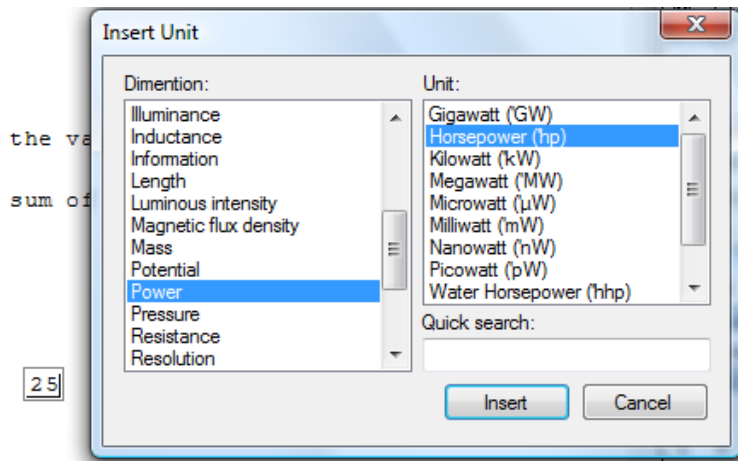 Insert Unit
Dimention:
Illuminance
Inductance
Information
Length
Luminous intensity
Magnetic flux density
Mass
Potential
Power
Pressure
Resistance
Resolution
Unit:
Gigawatt ('GW)
Horsepower ('hp)
Kilowatt ('kW)
Megawatt ('MW)
Microwatt ('µW)
Milliwatt ('mW)
Nanowatt ('nW)
Picowatt ('pW)
Water Horsepower ('hhp)
Quick search:
Insert
Cancel
the va
sum of
25